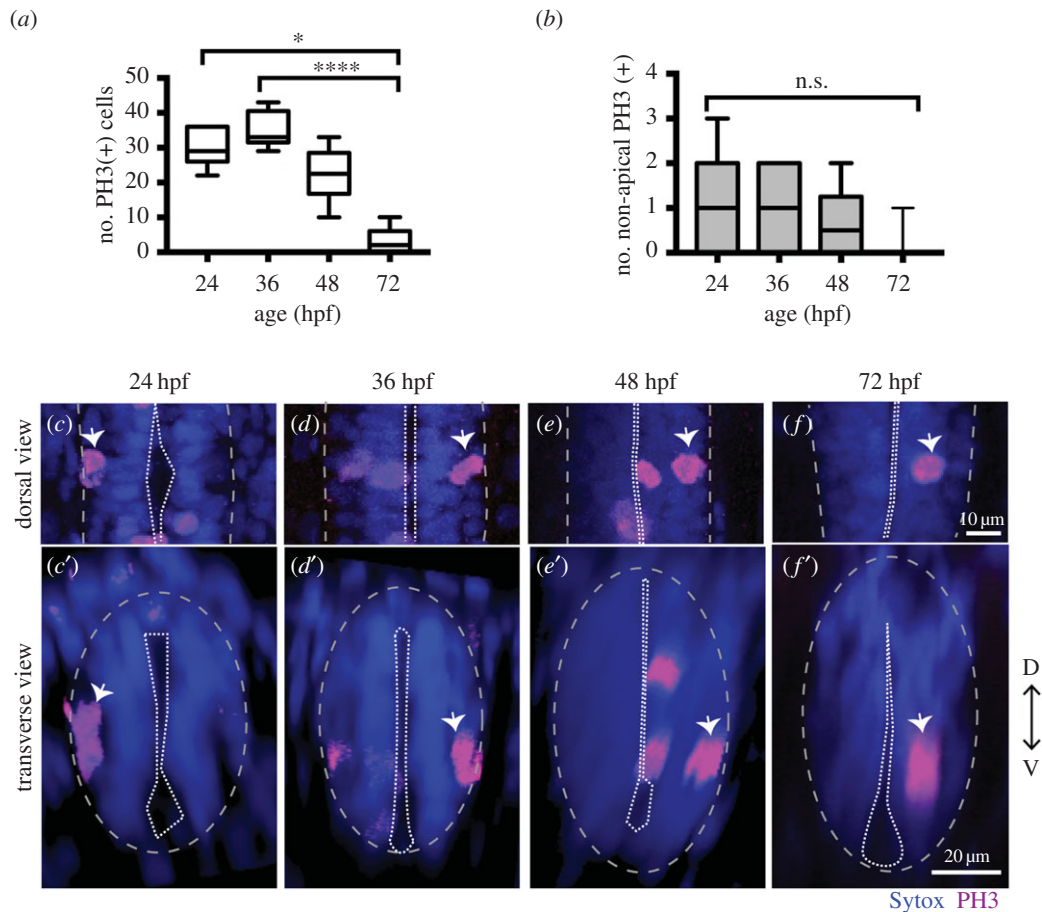 (a)
*
****
50
40
30
20
10
0
no. PH3(+) cells
24 36 48 72
age (hpf)
(b)
n.s.
4
3
2
1
0
no. non-apical PH3 (+)
24 36 48 72
age (hpf)
24 hpf 36 hpf 48 hpf 72 hpf
dorsal view
(c) (d) (e) (f)
10 µm
transverse view
(c′) (d′) (e′) (f′)
D
V
20 µm
Sytox PH3